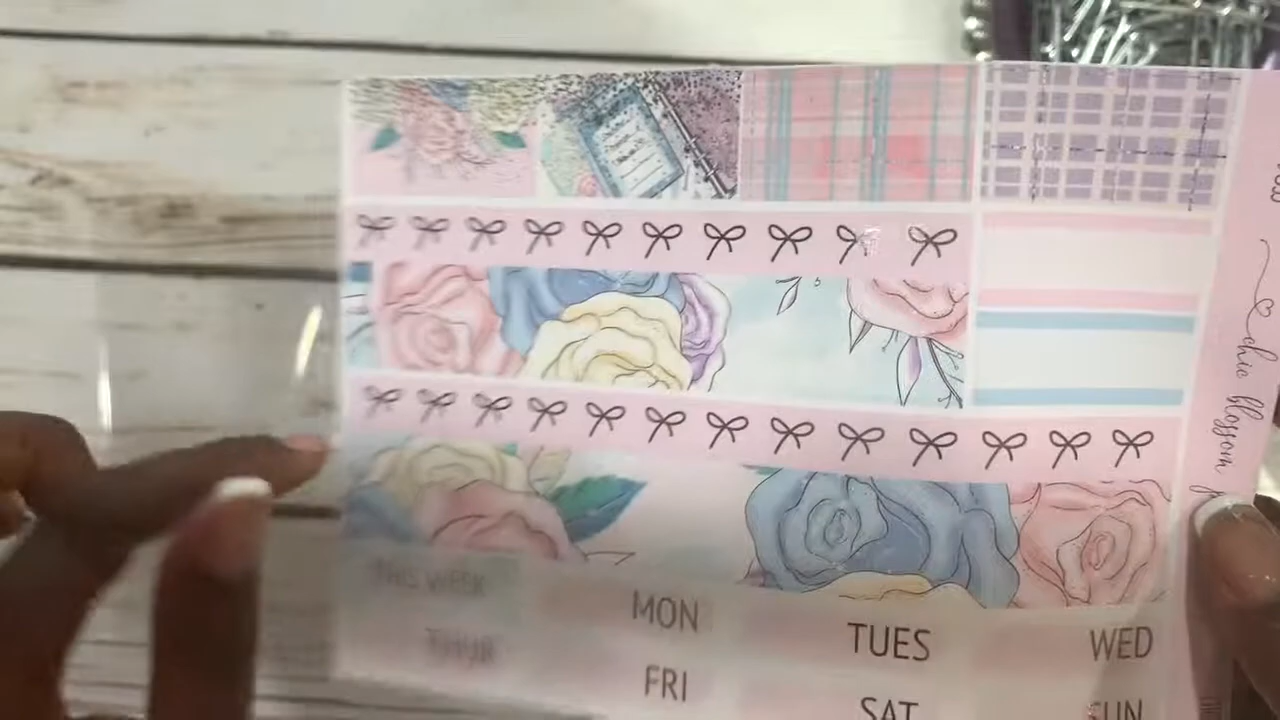 THIS WEEK
MON
TUES
WED
THUR
FRI
SAT
SUN
chic blossom